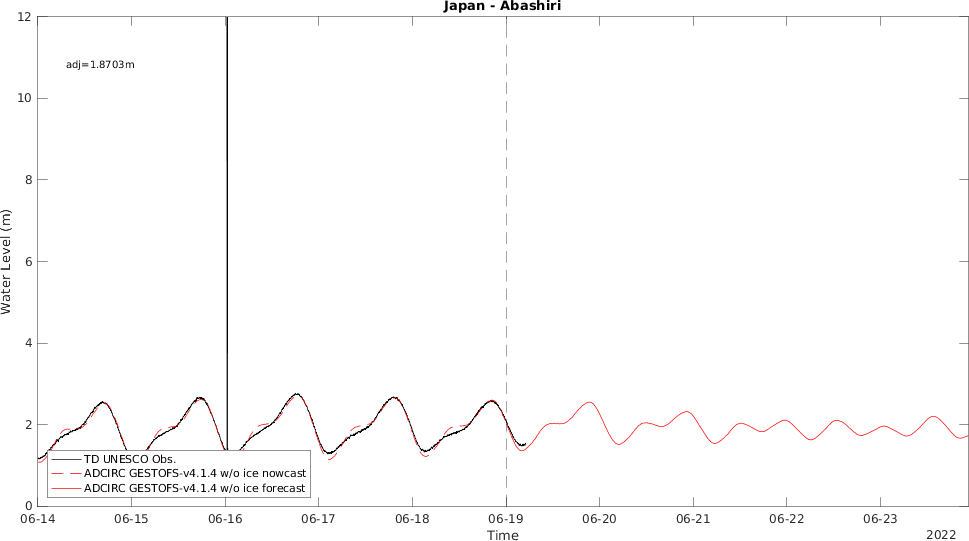 Japan - Abashiri
12
adj=1.8703m
10
8
6
4
2
0
Water Level (m)
TD UNESCO Obs.
ADCIRC GESTOFS-v4.1.4 w/o ice nowcast
ADCIRC GESTOFS-v4.1.4 w/o ice forecast
06-14 06-15 06-16 06-17 06-18 06-19 06-20 06-21 06-22 06-23
Time
2022